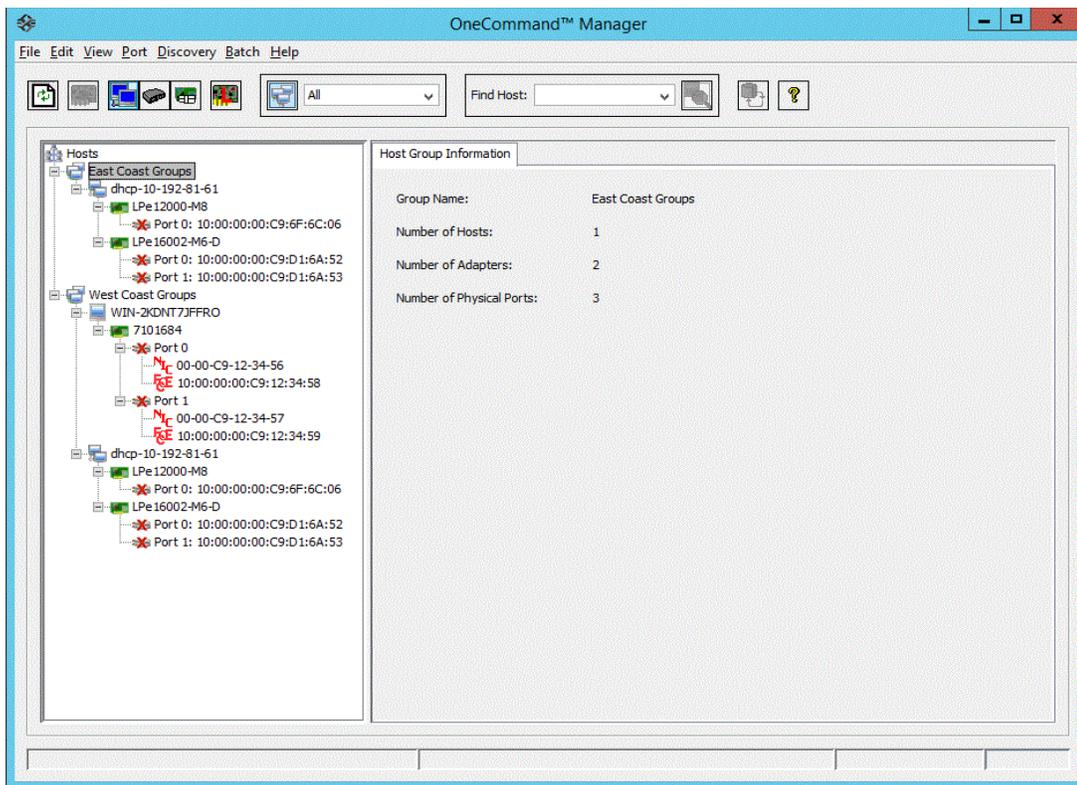 OneCommand™ Manager
File Edit View Port Discovery Batch Help
All
Find Host:
?
Hosts
East Coast Groups
dhcp-10-192-81-61
LPe12000-M8
Port 0: 10:00:00:00:C9:6F:6C:06
LPe16002-M6-D
Port 0: 10:00:00:00:C9:D1:6A:52
Port 1: 10:00:00:00:C9:D1:6A:53
West Coast Groups
WIN-2KDNT7JFFRO
7101684
Port 0
NIC 00-00-C9-12-34-56
FCoE 10:00:00:00:C9:12:34:58
Port 1
NIC 00-00-C9-12-34-57
FCoE 10:00:00:00:C9:12:34:59
dhcp-10-192-81-61
LPe12000-M8
Port 0: 10:00:00:00:C9:6F:6C:06
LPe16002-M6-D
Port 0: 10:00:00:00:C9:D1:6A:52
Port 1: 10:00:00:00:C9:D1:6A:53
Host Group Information
Group Name: East Coast Groups
Number of Hosts: 1
Number of Adapters: 2
Number of Physical Ports: 3